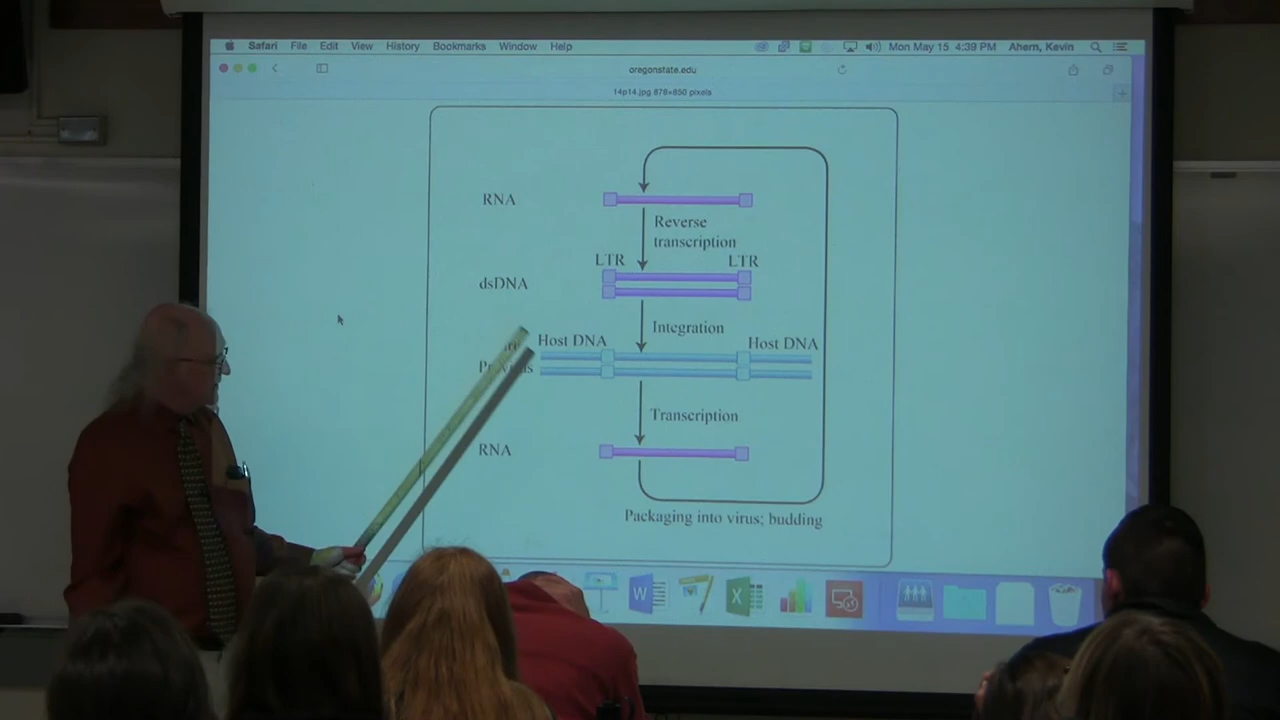 Safari File Edit View History Bookmarks Window Help Mon May 15 4:39 PM Ahern, Kevin
oregonstate.edu
14p14.jpg 878×850 pixels
RNA
Reverse
transcription
LTR LTR
dsDNA
Integration
Host DNA Host DNA
Transcription
RNA
Packaging into virus; budding
W X